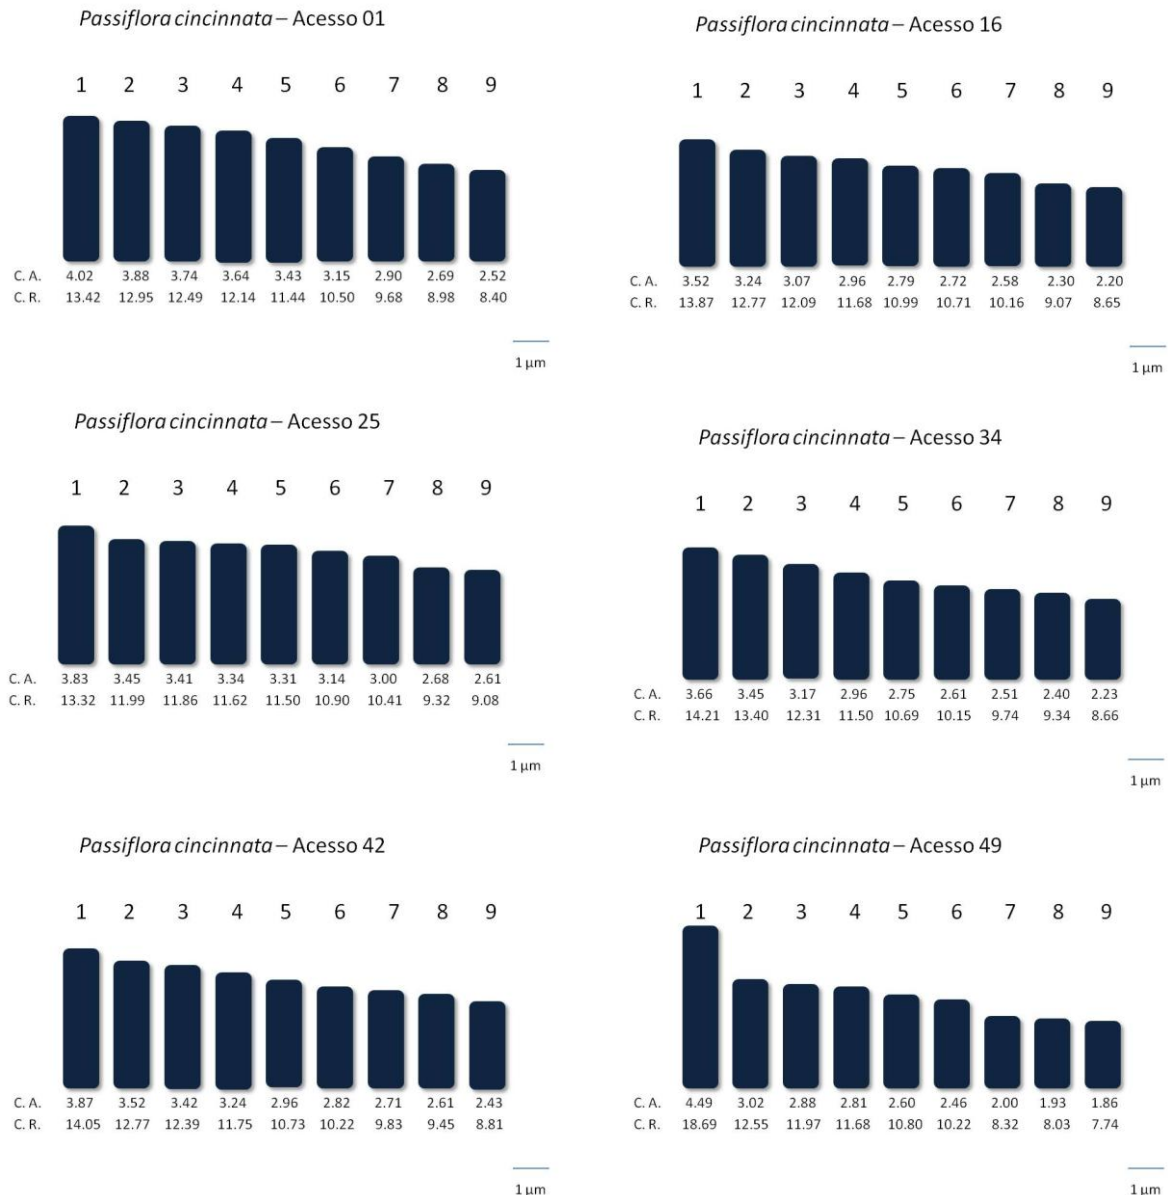 Passiflora cincinnata – Acesso 01
1 2 3 4 5 6 7 8 9
C. A. 4.02 3.88 3.74 3.64 3.43 3.15 2.90 2.69 2.52
C. R. 13.42 12.95 12.49 12.14 11.44 10.50 9.68 8.98 8.40
1 µm
Passiflora cincinnata – Acesso 16
1 2 3 4 5 6 7 8 9
C. A. 3.52 3.24 3.07 2.96 2.79 2.72 2.58 2.30 2.20
C. R. 13.87 12.77 12.09 11.68 10.99 10.71 10.16 9.07 8.65
1 µm
Passiflora cincinnata – Acesso 25
1 2 3 4 5 6 7 8 9
C. A. 3.83 3.45 3.41 3.34 3.31 3.14 3.00 2.68 2.61
C. R. 13.32 11.99 11.86 11.62 11.50 10.90 10.41 9.32 9.08
1 µm
Passiflora cincinnata – Acesso 34
1 2 3 4 5 6 7 8 9
C. A. 3.66 3.45 3.17 2.96 2.75 2.61 2.51 2.40 2.23
C. R. 14.21 13.40 12.31 11.50 10.69 10.15 9.74 9.34 8.66
1 µm
Passiflora cincinnata – Acesso 42
1 2 3 4 5 6 7 8 9
C. A. 3.87 3.52 3.42 3.24 2.96 2.82 2.71 2.61 2.43
C. R. 14.05 12.77 12.39 11.75 10.73 10.22 9.83 9.45 8.81
1 µm
Passiflora cincinnata – Acesso 49
1 2 3 4 5 6 7 8 9
C. A. 4.49 3.02 2.88 2.81 2.60 2.46 2.00 1.93 1.86
C. R. 18.69 12.55 11.97 11.68 10.80 10.22 8.32 8.03 7.74
1 µm